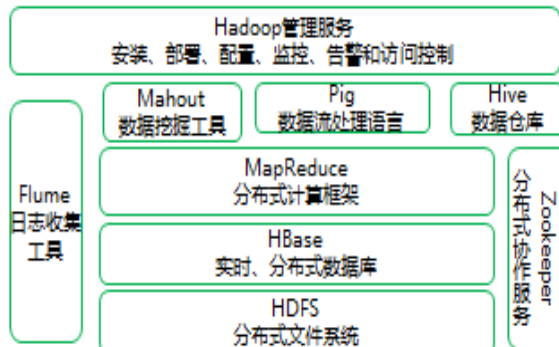 Hadoop管理服务
安装、部署、配置、监控、告警和访问控制
Mahout
数据挖掘工具
Pig
数据流处理语言
Hive
数据仓库
Flume
日志收集
工具
MapReduce
分布式计算框架
HBase
实时、分布式数据库
HDFS
分布式文件系统
Zookeeper
分布式协作服务